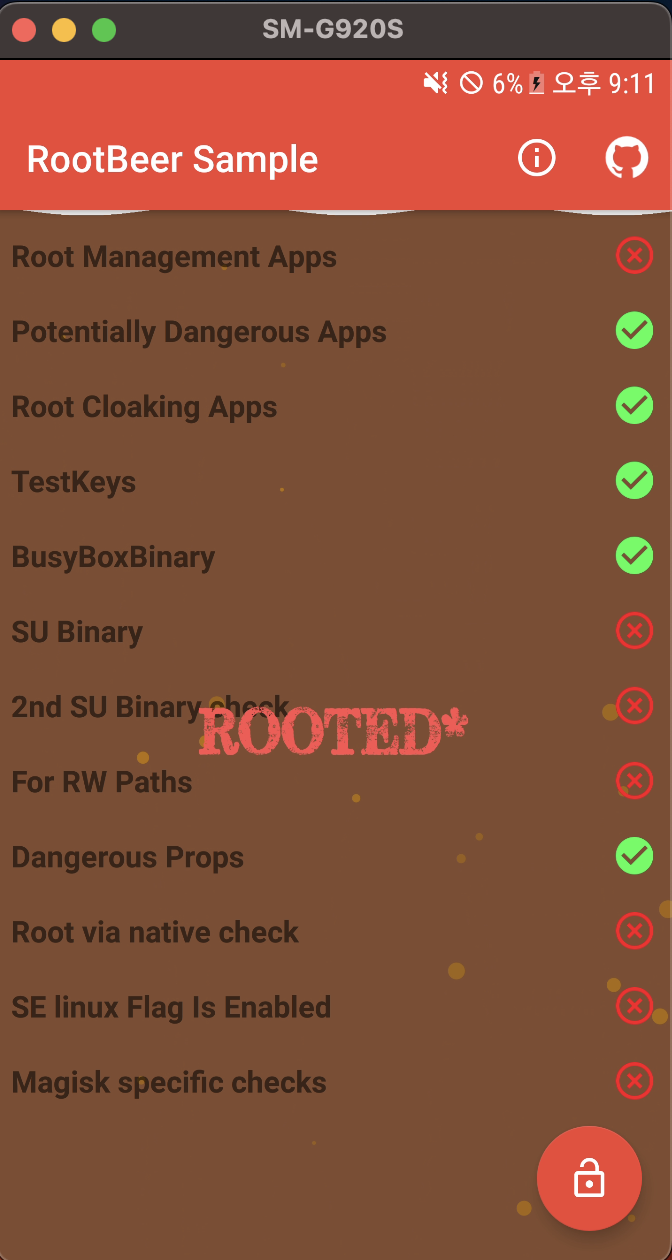 SM-G920S
6% 오후 9:11
RootBeer Sample
Root Management Apps
Potentially Dangerous Apps
Root Cloaking Apps
TestKeys
BusyBoxBinary
SU Binary
2nd SU Binary check
ROOTED*
For RW Paths
Dangerous Props
Root via native check
SE linux Flag Is Enabled
Magisk specific checks